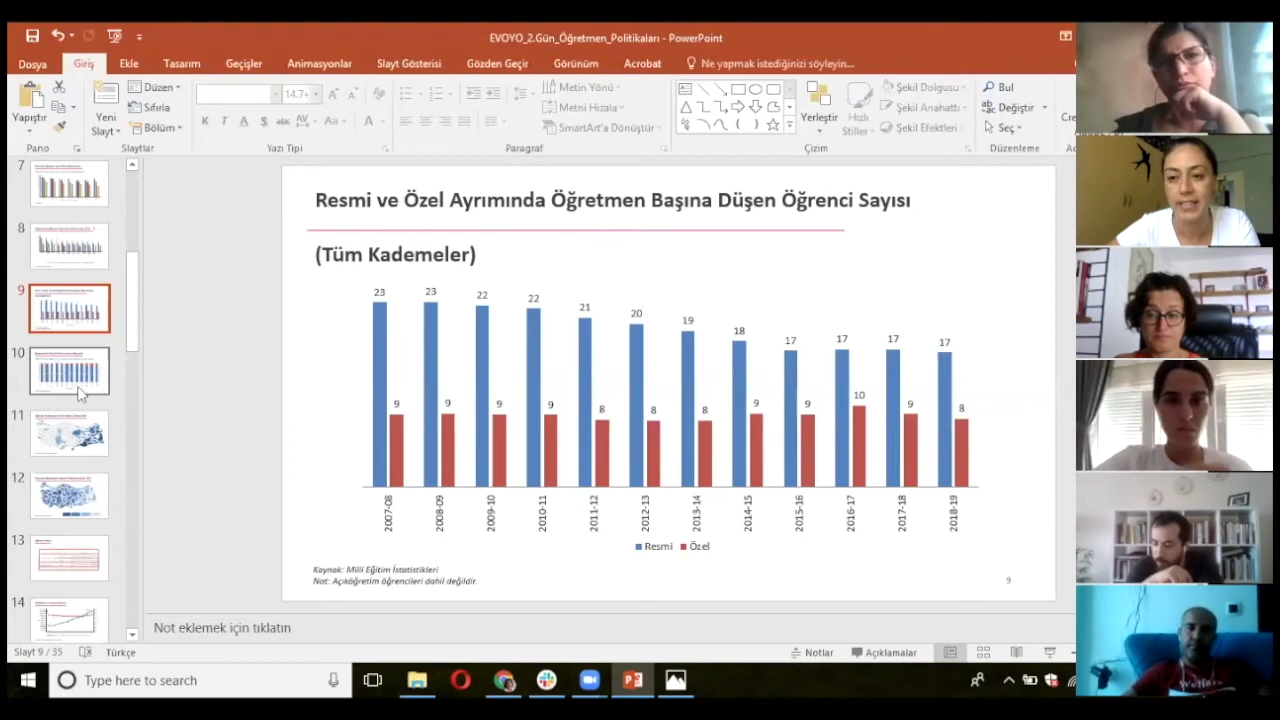 EVOYO_2.Gün_Öğretmen_Politikaları - PowerPoint
Dosya Giriş Ekle Tasarım Geçişler Animasyonlar Slayt Gösterisi Gözden Geçir Görünüm Acrobat Ne yapmak istediğinizi söyleyin...
Yapıştır
Pano
Yeni
Slayt
Düzen
Sıfırla
Bölüm
Slaytlar
14.7+
K T A S abc AV Aa A
Yazı Tipi
Metin Yönü
Metni Hizala
SmartArt'a Dönüştür
Paragraf
Yerleştir
Hızlı
Stiller
Şekil Dolgusu
Şekil Anahattı
Şekil Efektleri
Çizim
Bul
Değiştir
Seç
Düzenleme
7
8
9
10
11
12
13
14
Resmi ve Özel Ayrımında Öğretmen Başına Düşen Öğrenci Sayısı
(Tüm Kademeler)
23 23 22 22 21 20 19 18 17 17 17 17
9 9 9 9 8 8 8 9 9 10 9 8
2007-08 2008-09 2009-10 2010-11 2011-12 2012-13 2013-14 2014-15 2015-16 2016-17 2017-18 2018-19
Resmi Özel
Kaynak: Milli Eğitim İstatistikleri
Not: Açıköğretim öğrencileri dahil değildir.
9
Not eklemek için tıklatın
Slayt 9 / 35 Türkçe Notlar Açıklamalar
Type here to search